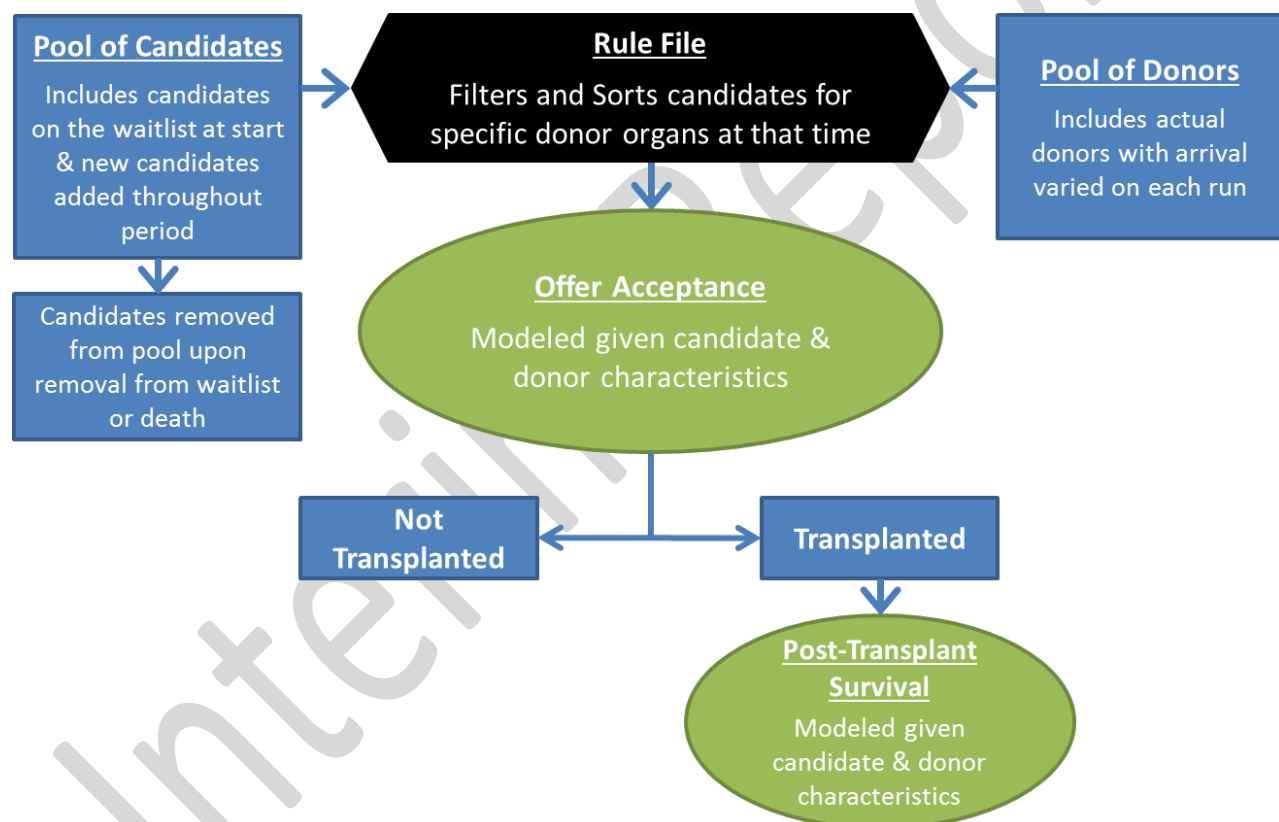 Pool of Candidates
Includes candidates
on the waitlist at start
& new candidates
added throughout
period
Rule File
Filters and Sorts candidates for
specific donor organs at that time
Pool of Donors
Includes actual
donors with arrival
varied on each run
Candidates removed
from pool upon
removal from waitlist
or death
Offer Acceptance
Modeled given candidate &
donor characteristics
Not
Transplanted
Transplanted
Post-Transplant
Survival
Modeled given
candidate & donor
characteristics
Interim